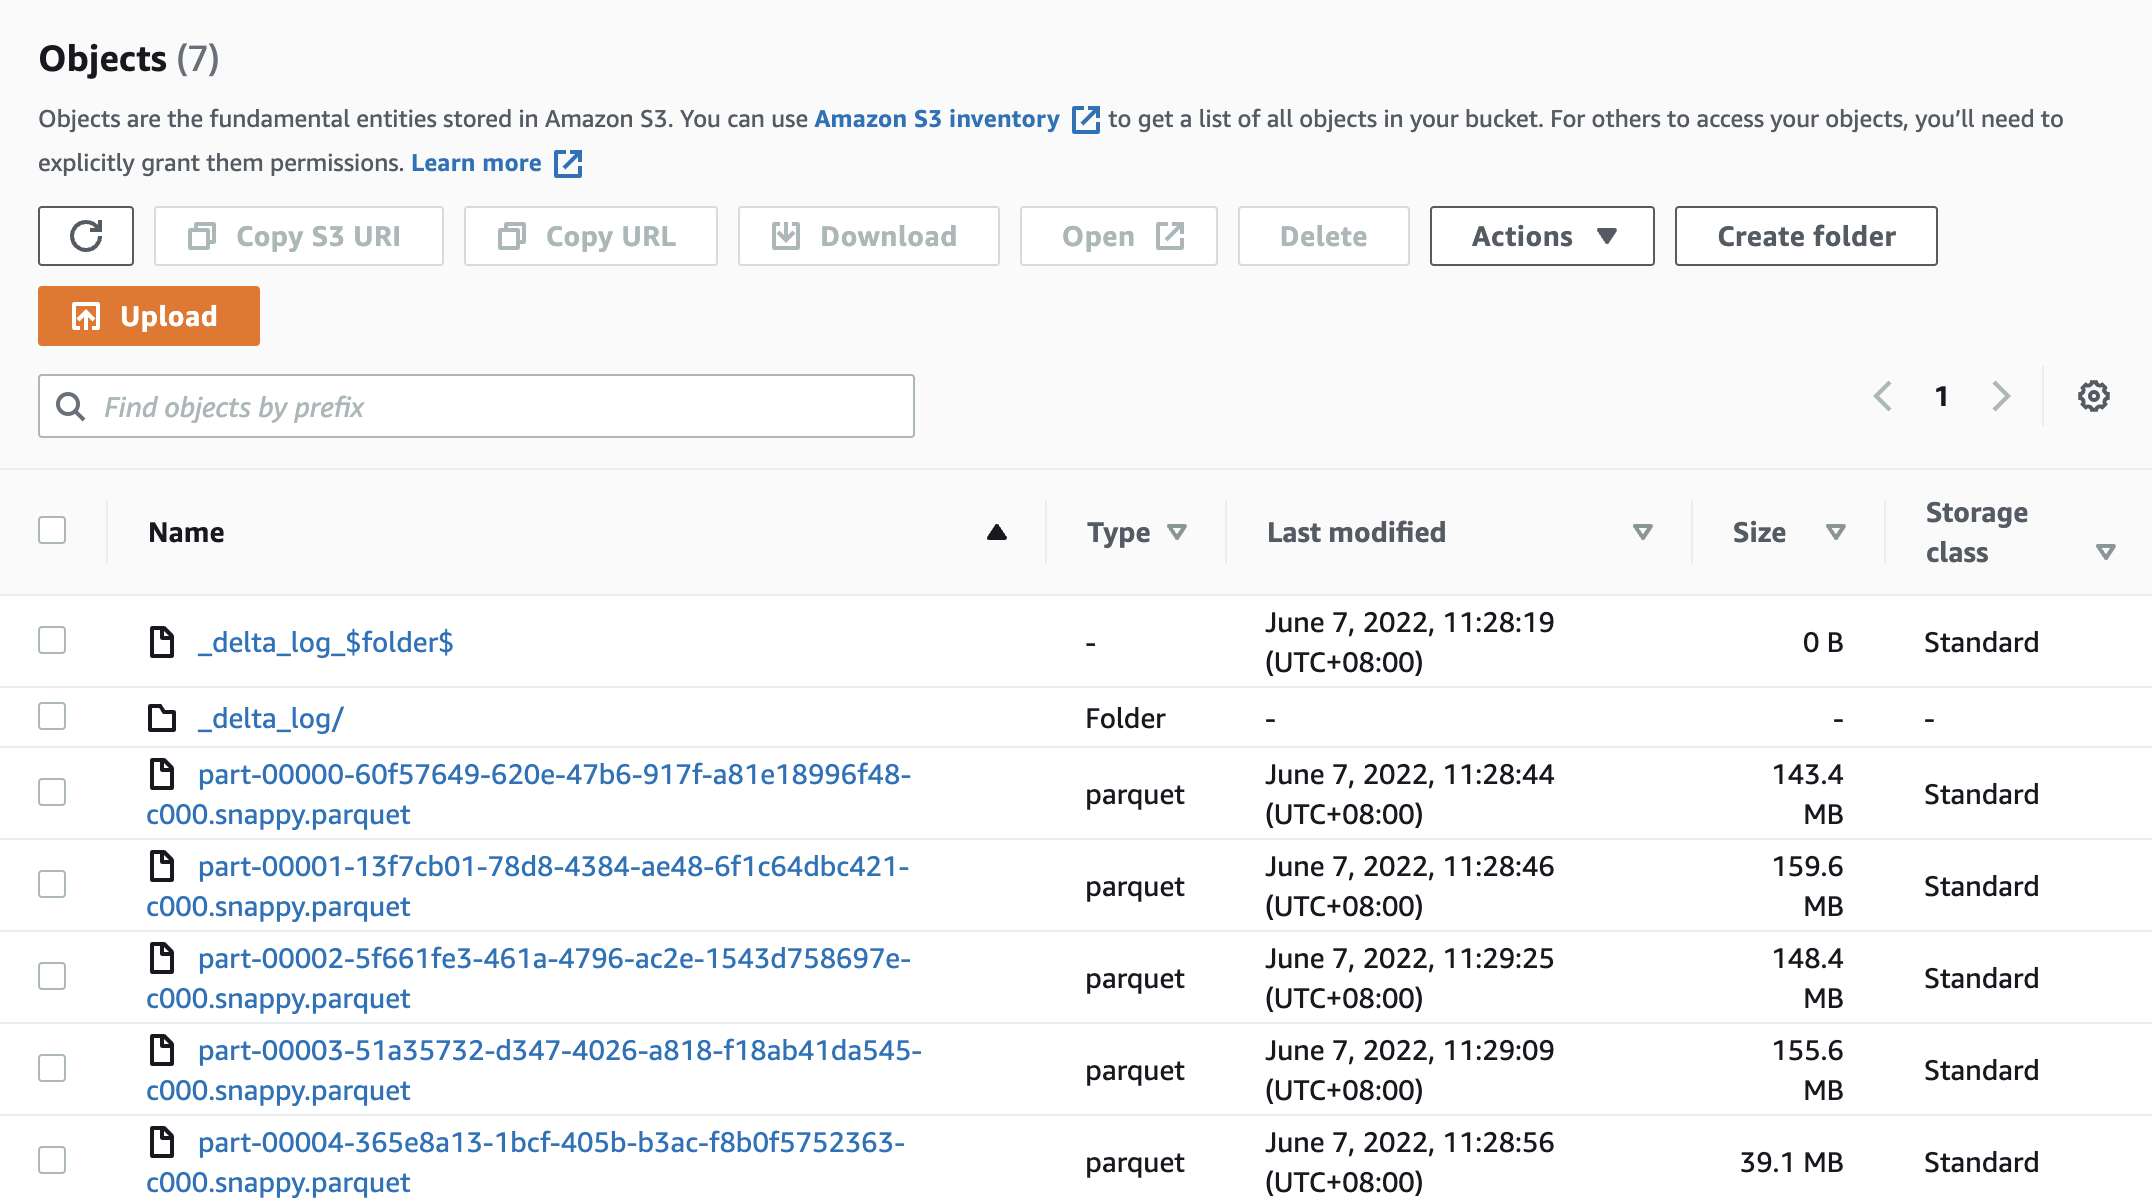 Objects (7)
Objects are the fundamental entities stored in Amazon S3. You can use Amazon S3 inventory to get a list of all objects in your bucket. For others to access your objects, you’ll need to
explicitly grant them permissions. Learn more
Copy S3 URI Copy URL Download Open Delete Actions Create folder
Upload
Find objects by prefix 1
Name Type Last modified Size Storage class
_delta_log_$folder$ - June 7, 2022, 11:28:19 (UTC+08:00) 0 B Standard
_delta_log/ Folder - - -
part-00000-60f57649-620e-47b6-917f-a81e18996f48- June 7, 2022, 11:28:44 143.4
c000.snappy.parquet parquet (UTC+08:00) MB Standard
part-00001-13f7cb01-78d8-4384-ae48-6f1c64dbc421- June 7, 2022, 11:28:46 159.6
c000.snappy.parquet parquet (UTC+08:00) MB Standard
part-00002-5f661fe3-461a-4796-ac2e-1543d758697e- June 7, 2022, 11:29:25 148.4
c000.snappy.parquet parquet (UTC+08:00) MB Standard
part-00003-51a35732-d347-4026-a818-f18ab41da545- June 7, 2022, 11:29:09 155.6
c000.snappy.parquet parquet (UTC+08:00) MB Standard
part-00004-365e8a13-1bcf-405b-b3ac-f8b0f5752363- June 7, 2022, 11:28:56
c000.snappy.parquet parquet (UTC+08:00) 39.1 MB Standard